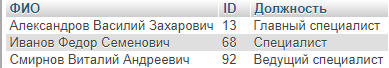 ФИО ID Должность
Александров Василий Захарович 13 Главный специалист
Иванов Федор Семенович 68 Специалист
Смирнов Виталий Андреевич 92 Ведущий специалист